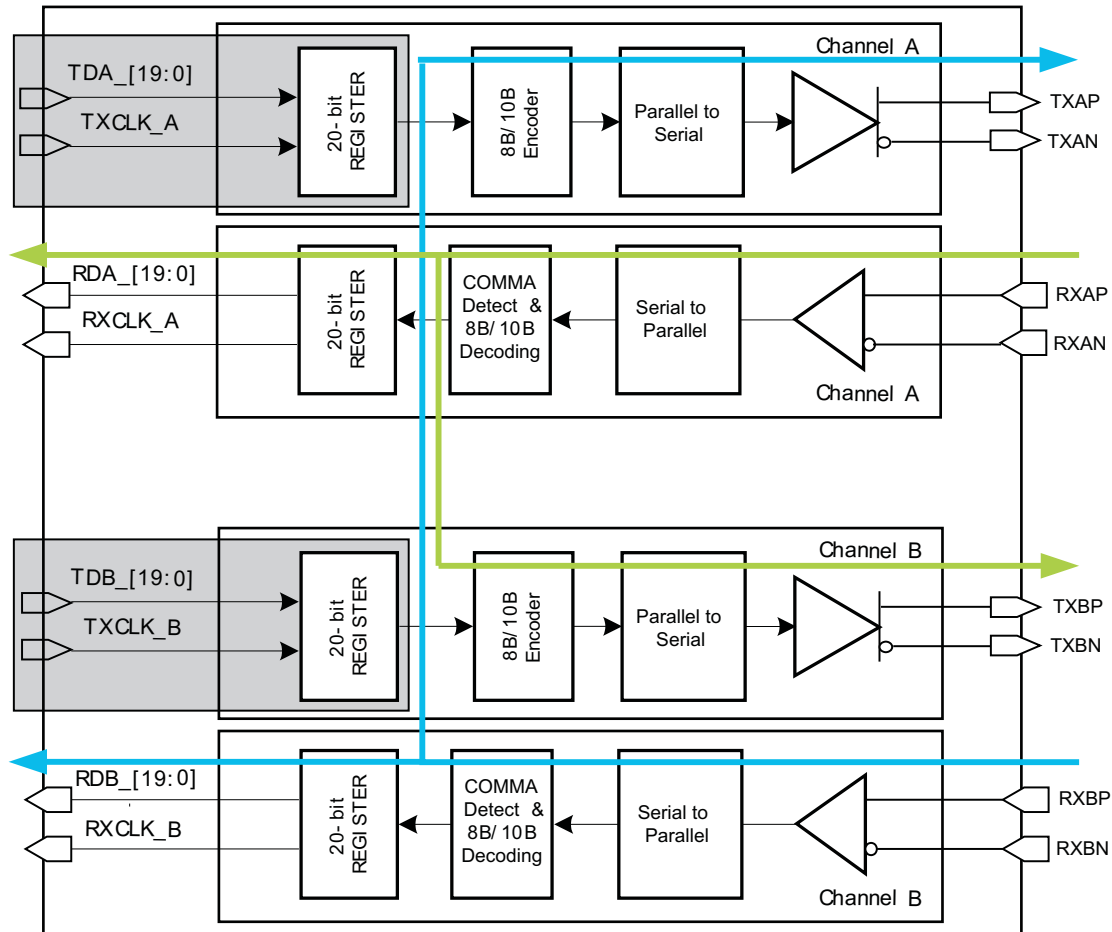 Channel A
TDA_[19:0]
TXCLK_A
20-bit
REGISTER
8B/10B
Encoder
Parallel to
Serial
TXAP
TXAN
RDA_[19:0]
RXCLK_A
20-bit
REGISTER
COMMA
Detect &
8B/10B
Decoding
Serial to
Parallel
RXAP
RXAN
Channel A
Channel B
TDB_[19:0]
TXCLK_B
20-bit
REGISTER
8B/10B
Encoder
Parallel to
Serial
TXBP
TXBN
RDB_[19:0]
RXCLK_B
20-bit
REGISTER
COMMA
Detect &
8B/10B
Decoding
Serial to
Parallel
RXBP
RXBN
Channel B